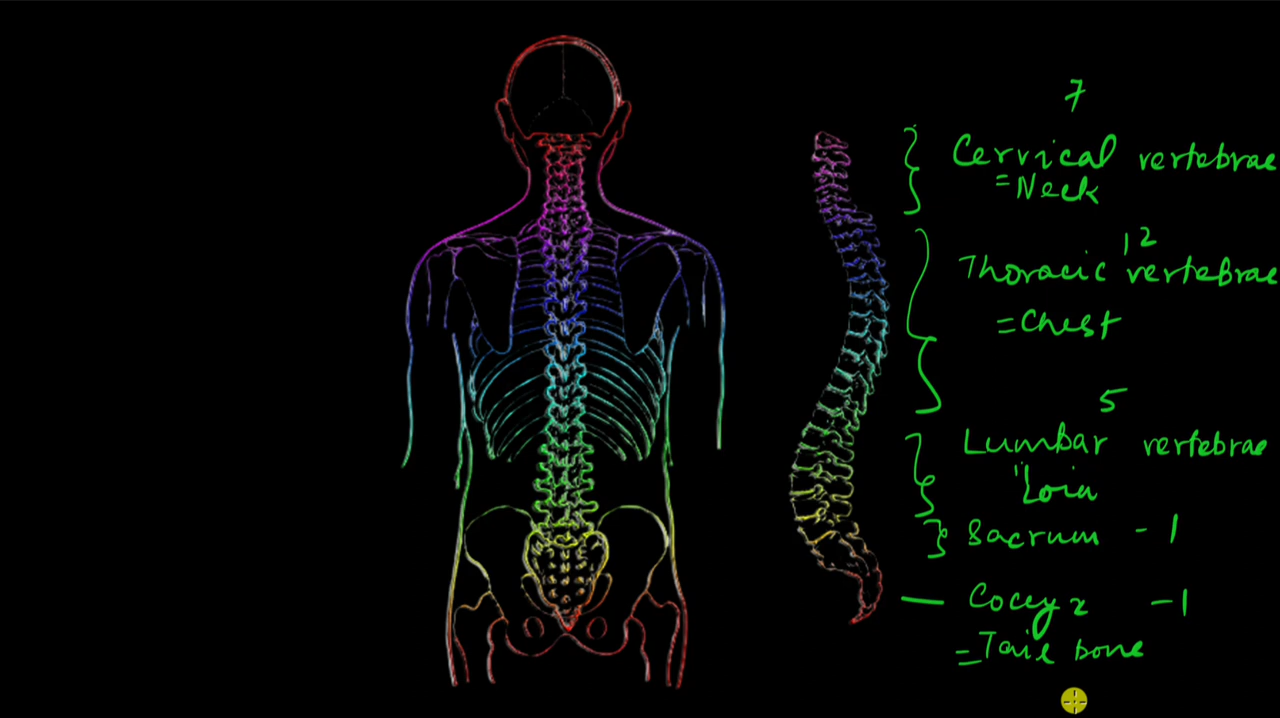 7
Cervical vertebrae
= Neck
12
Thoracic vertebrae
= Chest
5
Lumbar vertebrae
"Loin
Sacrum - 1
Coccyx - 1
= Tail bone